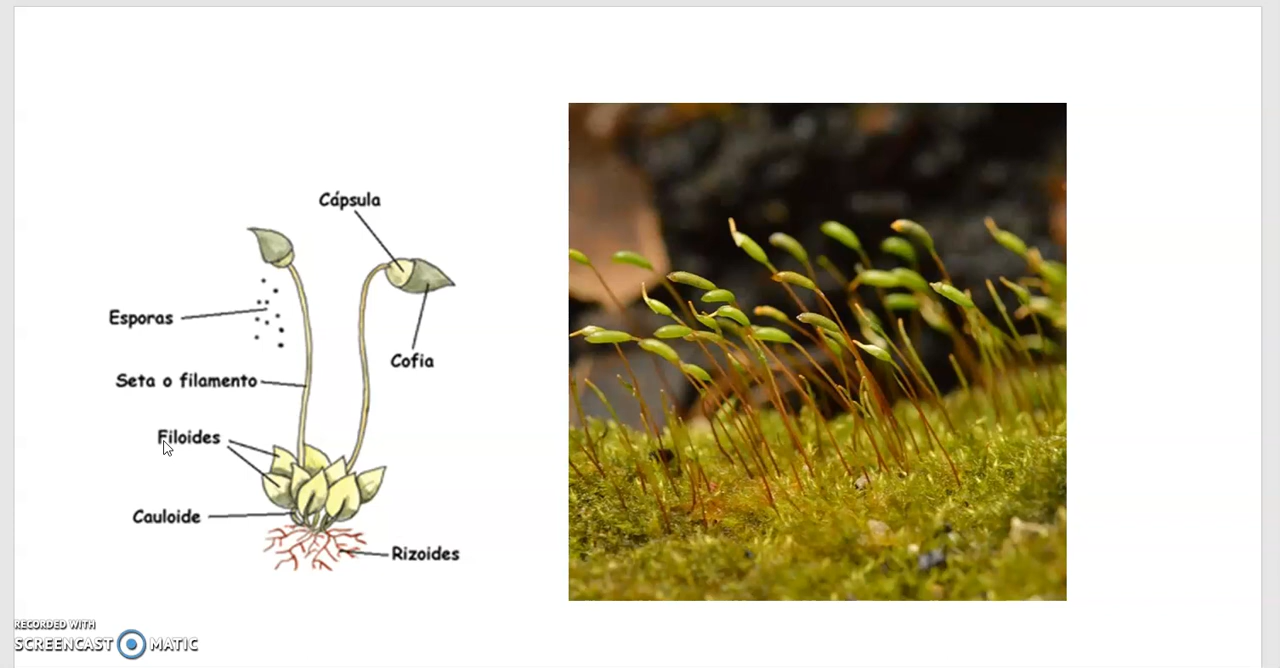 Cápsula
Esporas
Cofia
Seta o filamento
Filoides
Cauloide
Rizoides
RECORDED WITH
SCREENCAST MATIC